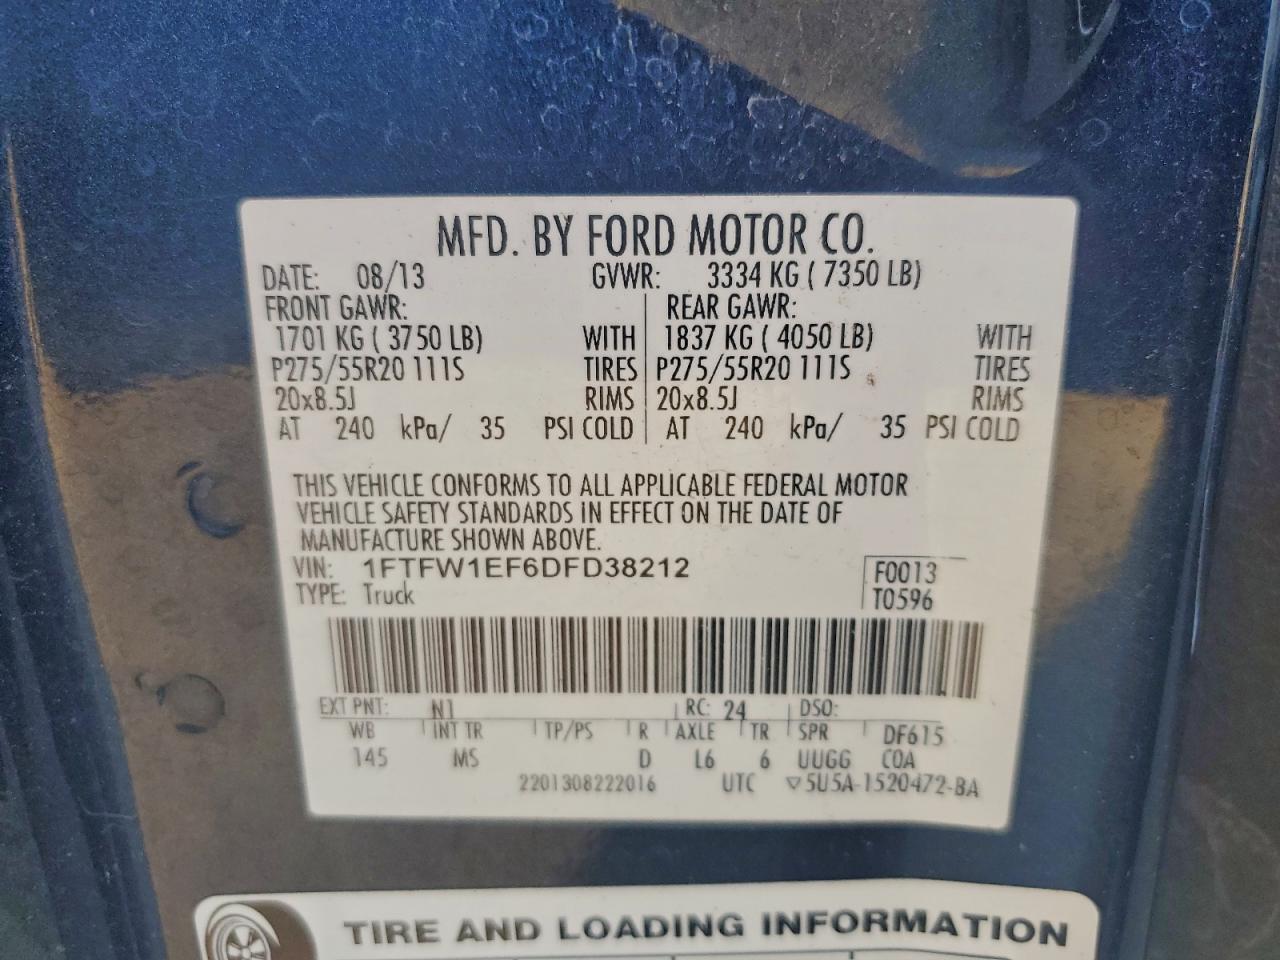 MFD. BY FORD MOTOR CO.
DATE: 08/13 GVWR: 3334 KG ( 7350 LB)
FRONT GAWR: REAR GAWR:
1701 KG ( 3750 LB) WITH 1837 KG ( 4050 LB) WITH
P275/55R20 111S TIRES P275/55R20 111S TIRES
20x8.5J RIMS 20x8.5J RIMS
AT 240 kPa/ 35 PSI COLD AT 240 kPa/ 35 PSI COLD
THIS VEHICLE CONFORMS TO ALL APPLICABLE FEDERAL MOTOR
VEHICLE SAFETY STANDARDS IN EFFECT ON THE DATE OF
MANUFACTURE SHOWN ABOVE.
VIN: 1FTFW1EF6DFD38212 F0013
TYPE: Truck T0596
EXT PNT: N1 RC: 24 DSO:
WB INT TR TP/PS R AXLE TR SPR DF615
145 MS D L6 6 UUGG COA
2201308222016 UTC ▽5U5A-1520472-BA
TIRE AND LOADING INFORMATION